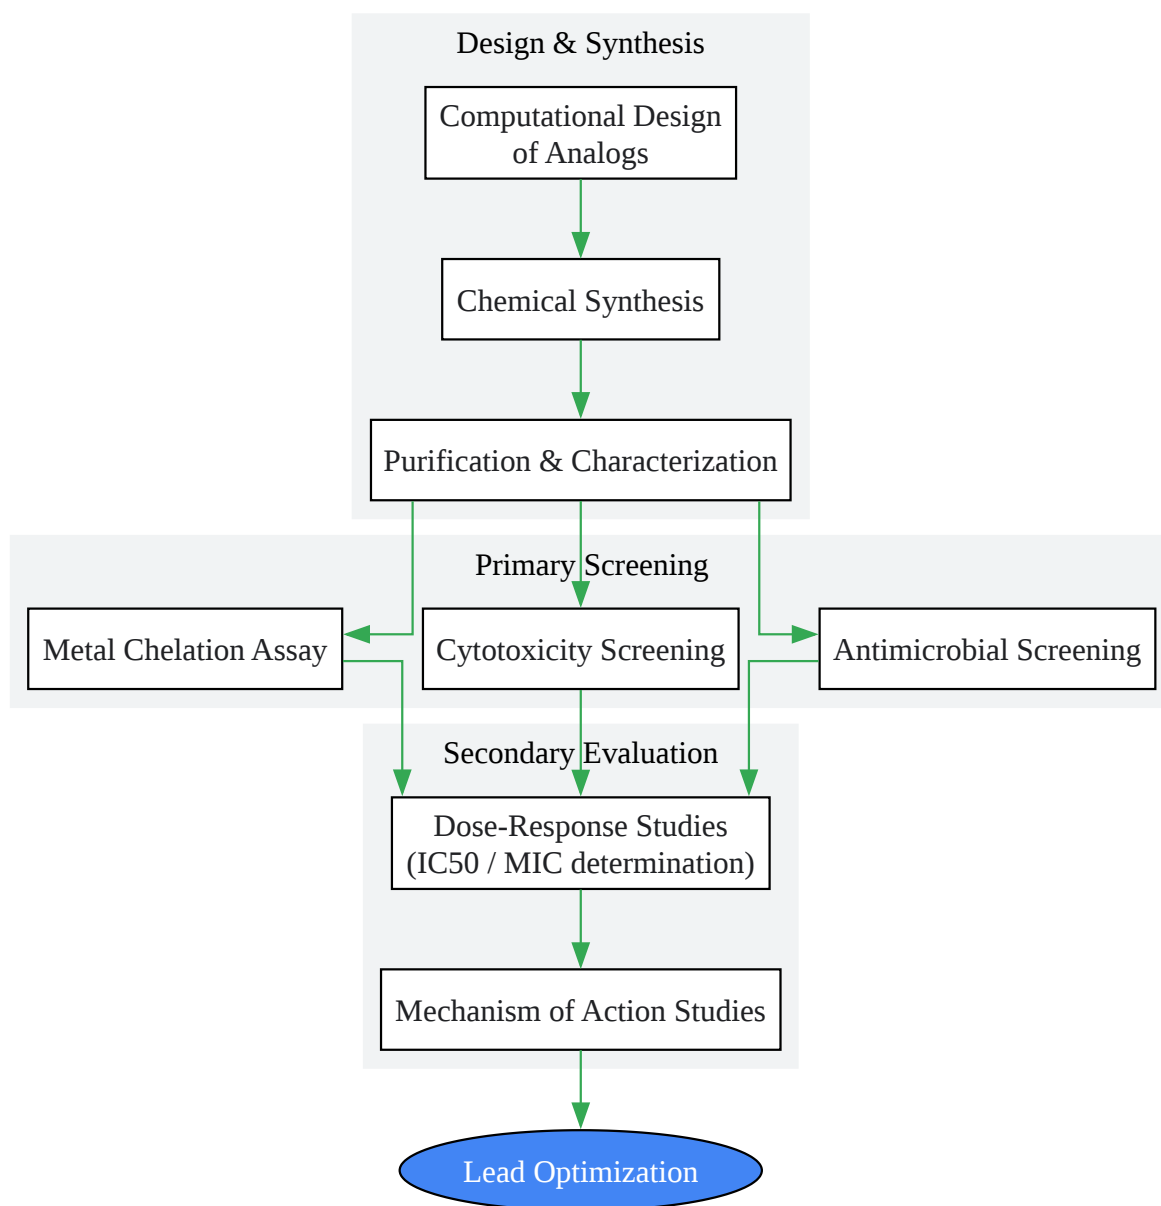 Design & Synthesis
Computational Design
of Analogs
Chemical Synthesis
Purification & Characterization
Primary Screening
Metal Chelation Assay
Cytotoxicity Screening
Antimicrobial Screening
Secondary Evaluation
Dose-Response Studies
(IC50 / MIC determination)
Mechanism of Action Studies
Lead Optimization